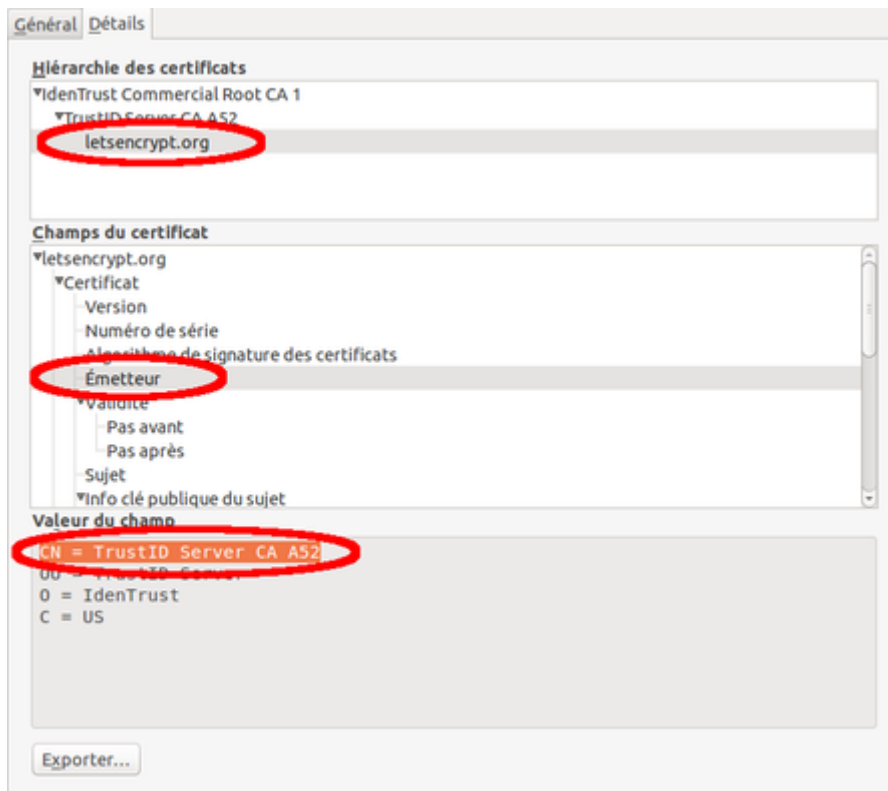 Général Détails
Hiérarchie des certificats
IdenTrust Commercial Root CA 1
TrustID Server CA A52
letsencrypt.org
Champs du certificat
letsencrypt.org
Certificat
Version
Numéro de série
Algorithme de signature des certificats
Émetteur
Validité
Pas avant
Pas après
Sujet
Info clé publique du sujet
Valeur du champ
CN = TrustID Server CA A52
OU = TrustID Server
O = IdenTrust
C = US
Exporter...